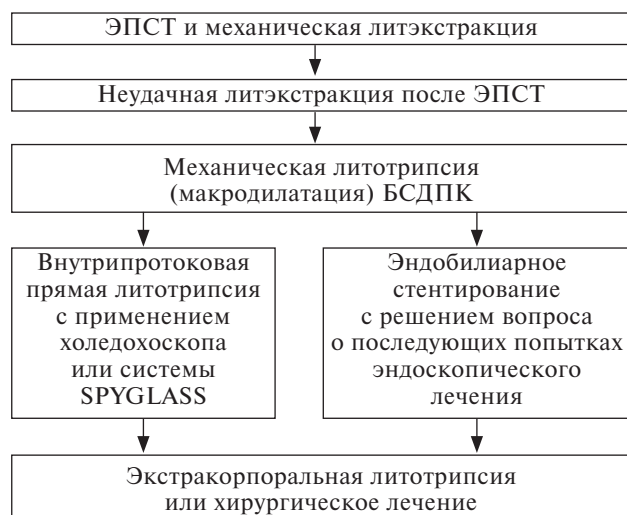 ЭПСТ и механическая литэкстракция
Неудачная литэкстракция после ЭПСТ
Механическая литотрипсия
(макродилатация) БСДПК
Внутрипротоковая
прямая литотрипсия
с применением
холедохоскопа
или системы
SPYGLASS
Эндобилиарное
стентирование
с решением вопроса
о последующих попытках
эндоскопического
лечения
Экстракорпоральная литотрипсия
или хирургическое лечение